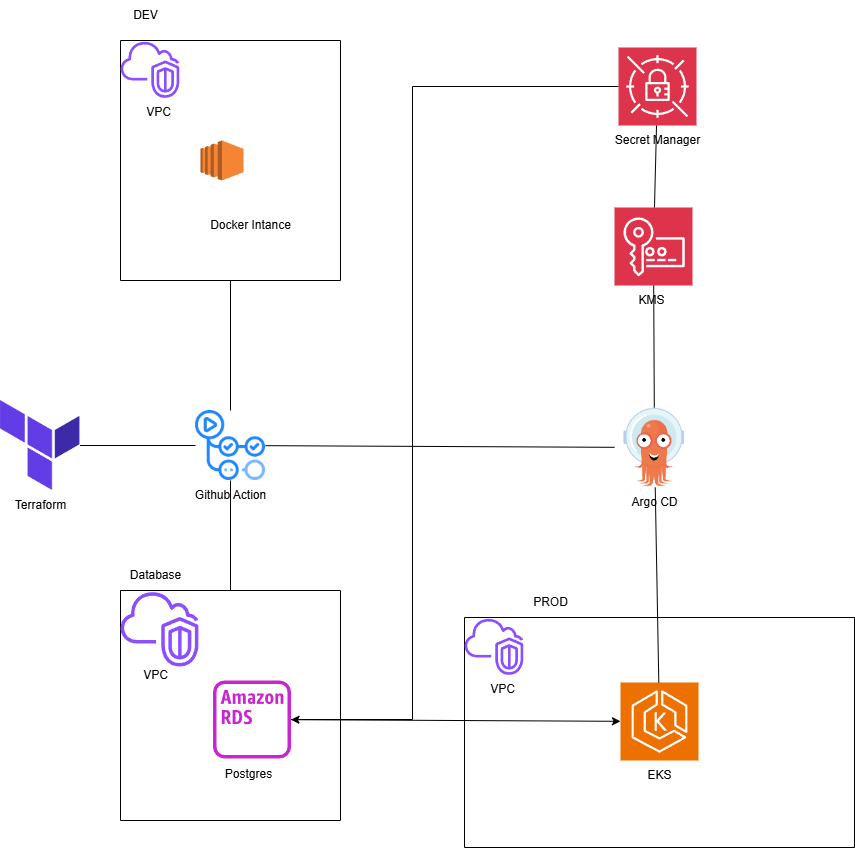 DEV
VPC
Docker Intance
Secret Manager
KMS
Terraform
Github Action
Argo CD
Database
VPC
Amazon
RDS
Postgres
PROD
VPC
K
EKS